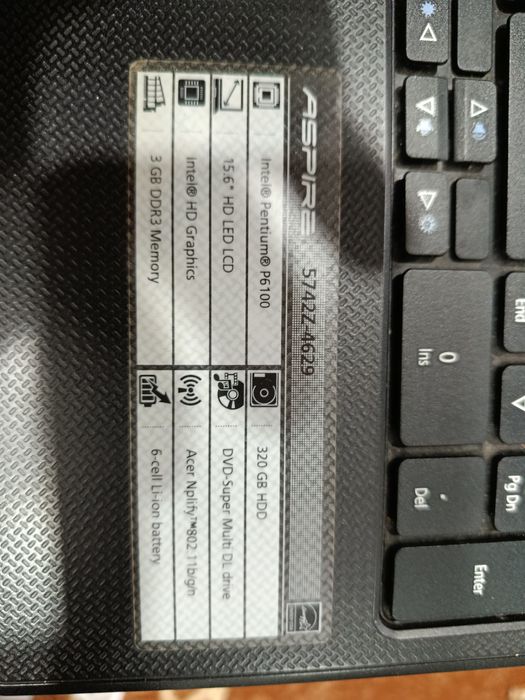 ASPIRE 5742Z-4629
Intel® Pentium® P6100
15.6" HD LED LCD
Intel® HD Graphics
3 GB DDR3 Memory
320 GB HDD
DVD-Super Multi DL drive
Acer Nplify™802.11b/g/n
6-cell Li-ion battery
End
0
Ins
Pg Dn
.
Del
Enter